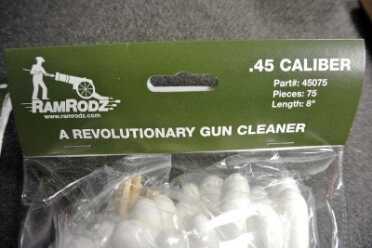 RAMRODZ
www.ramrodz.com
.45 CALIBER
Part#: 45075
Pieces: 75
Length: 8"
A REVOLUTIONARY GUN CLEANER